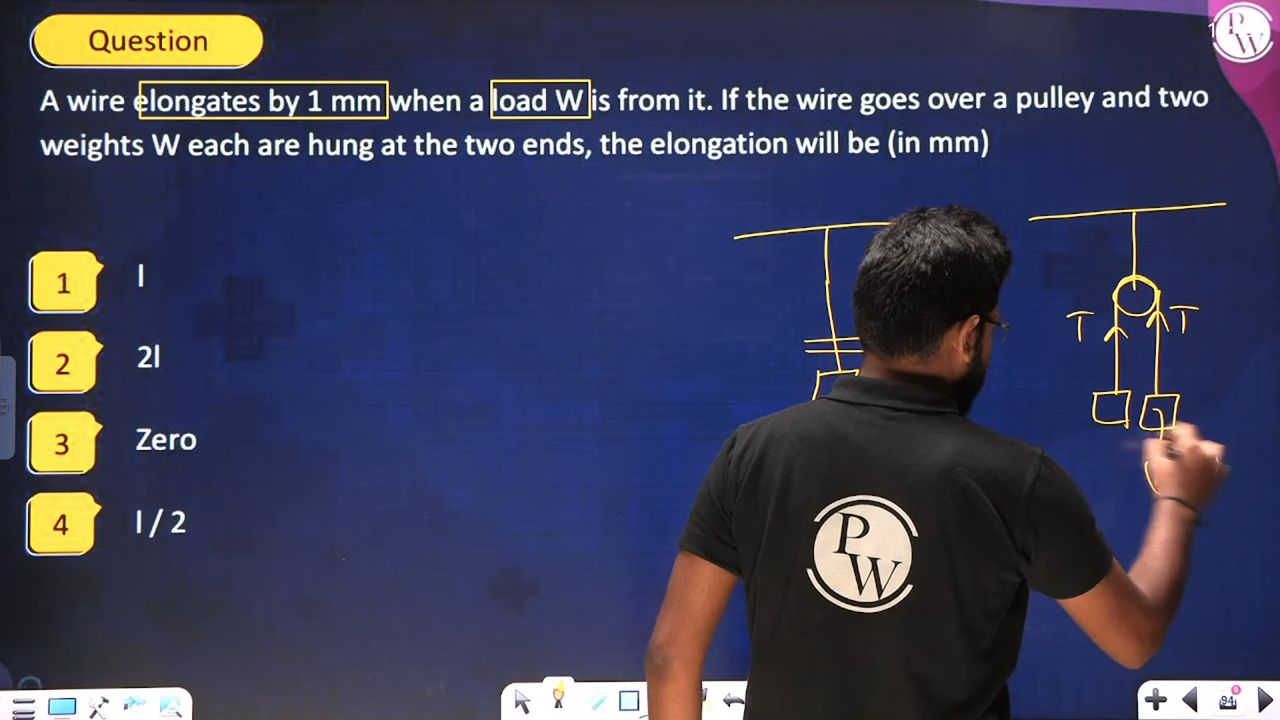 Question
A wire elongates by 1 mm when a load W is from it. If the wire goes over a pulley and two
weights W each are hung at the two ends, the elongation will be (in mm)
1 l
2 2l
3 Zero
4 l / 2
T T
PW
PW
94